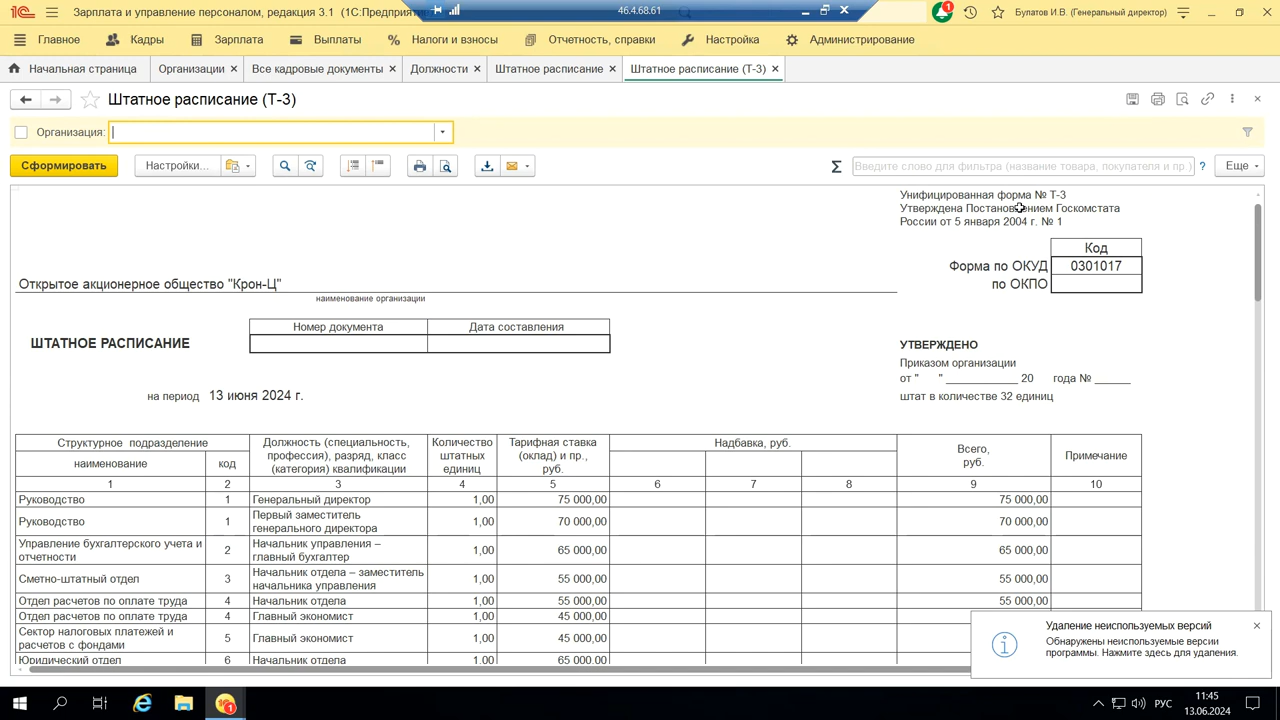 Зарплата и управление персоналом, редакция 3.1 (1С:Предприятие
46.4.68.61
1
Булатов И.В. (Генеральный директор)
Главное
Кадры
Зарплата
Выплаты
Налоги и взносы
Отчетность, справки
Настройка
Администрирование
Начальная страница
Организации
Все кадровые документы
Должности
Штатное расписание
Штатное расписание (Т-3)
Штатное расписание (Т-3)
Организация:
Сформировать
Настройки...
Введите слово для фильтра (название товара, покупателя и пр.)
?
Еще
Унифицированная форма № Т-3
Утверждена Постановлением Госкомстата
России от 5 января 2004 г. № 1
Код
Форма по ОКУД 0301017
по ОКПО
Открытое акционерное общество "Крон-Ц"
наименование организации
Номер документа Дата составления
ШТАТНОЕ РАСПИСАНИЕ
УТВЕРЖДЕНО
Приказом организации
от " " ____________ 20 года № ______
на период 13 июня 2024 г.
штат в количестве 32 единиц
Структурное подразделение
наименование
код
Должность (специальность,
профессия), разряд, класс
(категория) квалификации
Количество
штатных
единиц
Тарифная ставка
(оклад) и пр.,
руб.
Надбавка, руб.
Всего,
руб.
Примечание
1 2 3 4 5 6 7 8 9 10
Руководство 1 Генеральный директор 1,00 75 000,00 75 000,00
Руководство 1 Первый заместитель
генерального директора 1,00 70 000,00 70 000,00
Управление бухгалтерского учета и
отчетности 2 Начальник управления –
главный бухгалтер 1,00 65 000,00 65 000,00
Сметно-штатный отдел 3 Начальник отдела – заместитель
начальника управления 1,00 55 000,00 55 000,00
Отдел расчетов по оплате труда 4 Начальник отдела 1,00 55 000,00 55 000,00
Отдел расчетов по оплате труда 4 Главный экономист 1,00 45 000,00
Сектор налоговых платежей и
расчетов с фондами 5 Главный экономист 1,00 45 000,00
Юридический отдел 6 Начальник отдела 1,00 65 000,00
Удаление неиспользуемых версий
Обнаружены неиспользуемые версии
программы. Нажмите здесь для удаления.
1
РУС
11:45
13.06.2024